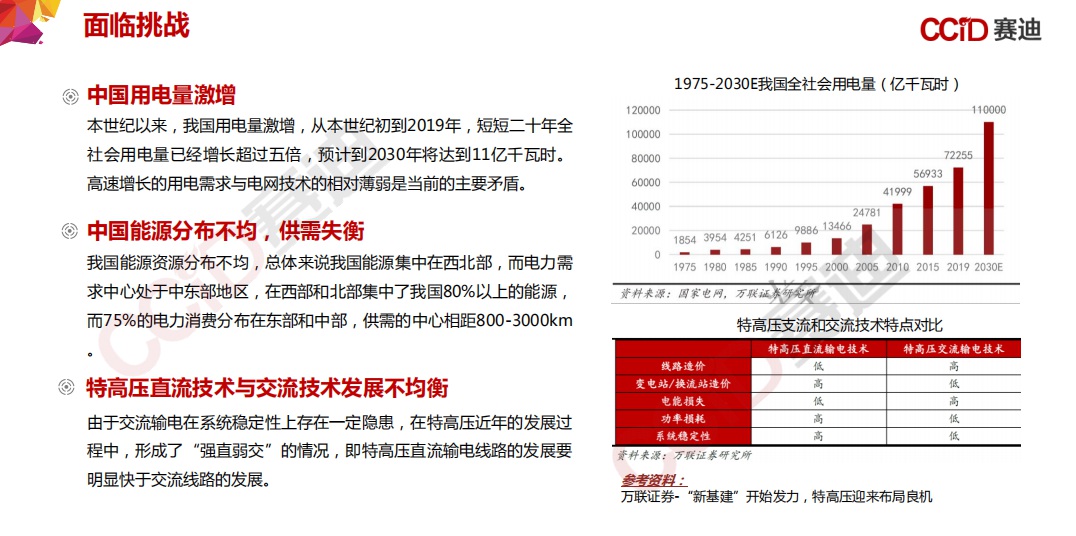 面临挑战
CCID 赛迪
中国用电量激增
本世纪以来，我国用电量激增，从本世纪初到2019年，短短二十年全
社会用电量已经增长超过五倍，预计到2030年将达到11亿千瓦时。
高速增长的用电需求与电网技术的相对薄弱是当前的主要矛盾。
中国能源分布不均，供需失衡
我国能源资源分布不均，总体来说我国能源集中在西北部，而电力需
求中心处于中东部地区，在西部和北部集中了我国80%以上的能源，
而75%的电力消费分布在东部和中部，供需的中心相距800-3000km
。
特高压直流技术与交流技术发展不均衡
由于交流输电在系统稳定性上存在一定隐患，在特高压近年的发展过
程中，形成了“强直弱交”的情况，即特高压直流输电线路的发展要
明显快于交流线路的发展。
1975-2030E我国全社会用电量（亿千瓦时）
120000
100000
80000
60000
40000
20000
0
1854 3954 4251 6126 9886 13466 24781 41999 56933 72255 110000
1975 1980 1985 1990 1995 2000 2005 2010 2015 2019 2030E
资料来源：国家电网，万联证券研究所
特高压支流和交流技术特点对比
特高压直流输电技术 特高压交流输电技术
线路造价 低 高
变电站/换流站造价 高 低
电能损失 低 高
功率损耗 高 低
系统稳定性 高 低
资料来源：万联证券研究所
参考资料：
万联证券-“新基建”开始发力，特高压迎来布局良机
CCID赛迪
CCID赛迪